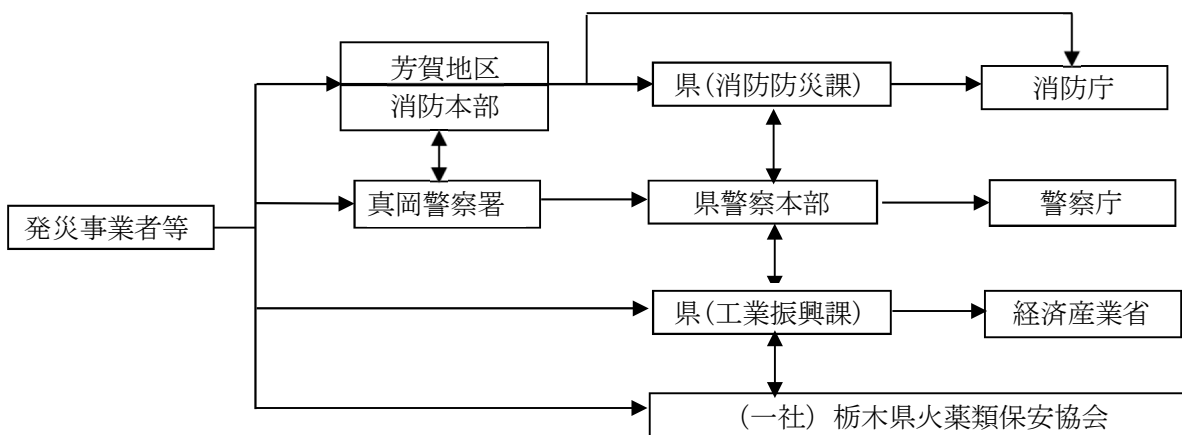 芳賀地区
消防本部
県(消防防災課)
消防庁
真岡警察署
県警察本部
警察庁
発災事業者等
県(工業振興課)
経済産業省
(一社) 栃木県火薬類保安協会